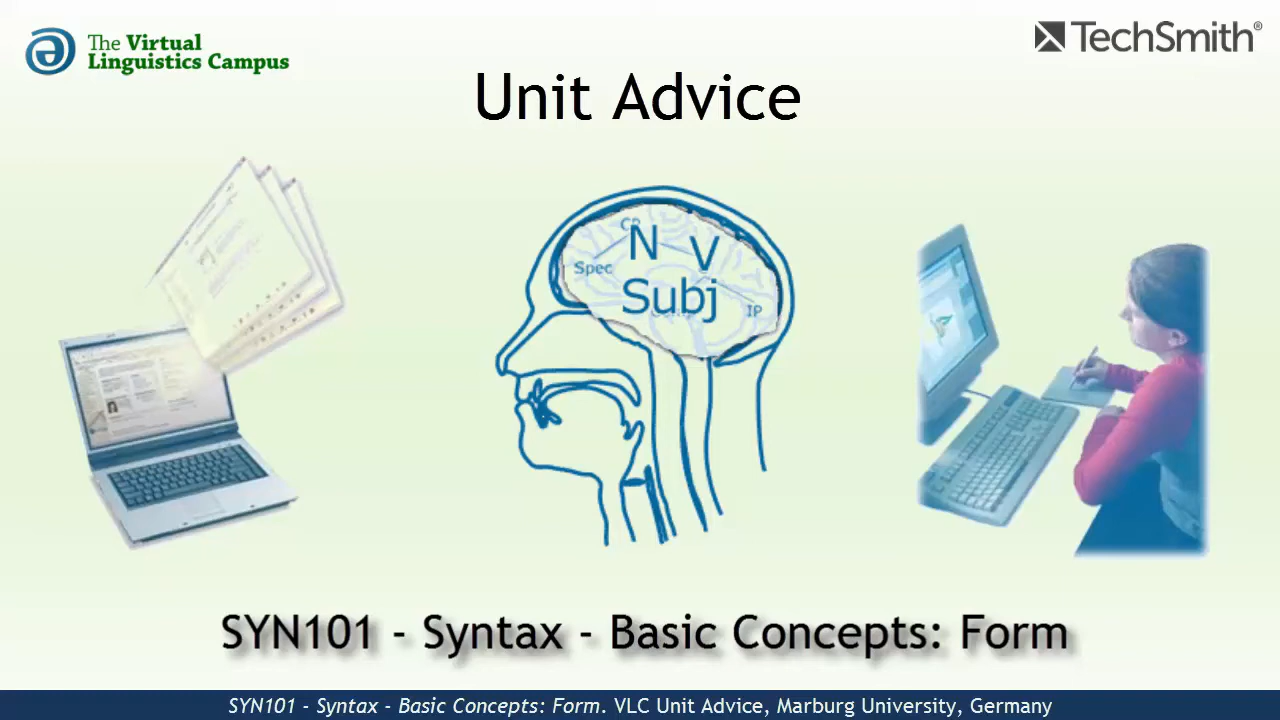 The Virtual
Linguistics Campus
TechSmith®
Unit Advice
CP
N
V
Spec
Subj
IP
SYN101 - Syntax - Basic Concepts: Form
SYN101 - Syntax - Basic Concepts: Form. VLC Unit Advice, Marburg University, Germany